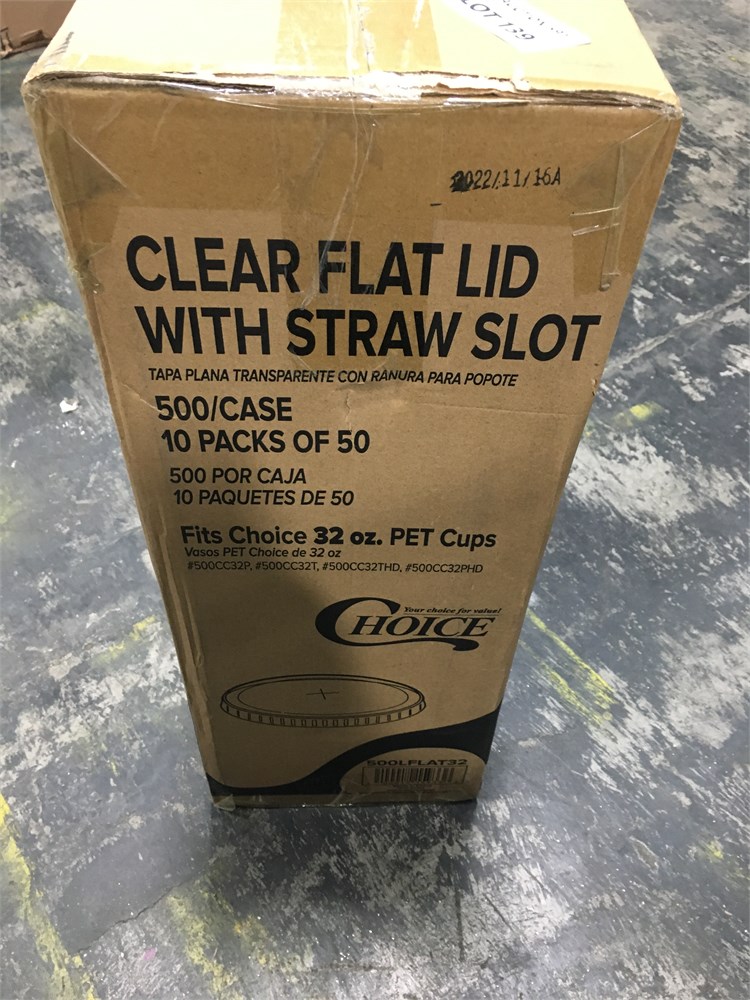 LOT 139
2022/11/16A
CLEAR FLAT LID
WITH STRAW SLOT
TAPA PLANA TRANSPARENTE CON RANURA PARA POPOTE
500/CASE
10 PACKS OF 50
500 POR CAJA
10 PAQUETES DE 50
Fits Choice 32 oz. PET Cups
Vasos PET Choice de 32 oz
#500CC32P, #500CC32T, #500CC32THD, #500CC32PHD
Your choice for value!
CHOICE
500LFLAT32